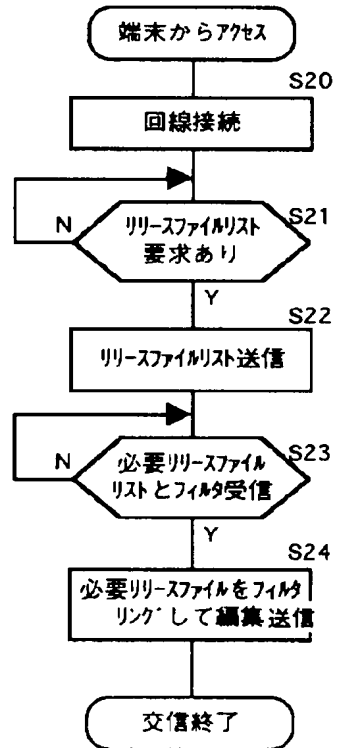 端末からアクセス
S20
回線接続
N
リリースファイルリスト
要求あり
S21
Y
S22
リリースファイルリスト送信
N
必要リリースファイル
リストとフィルタ受信
S23
Y
S24
必要リリースファイルをフィルタ
リングして編集送信
交信終了